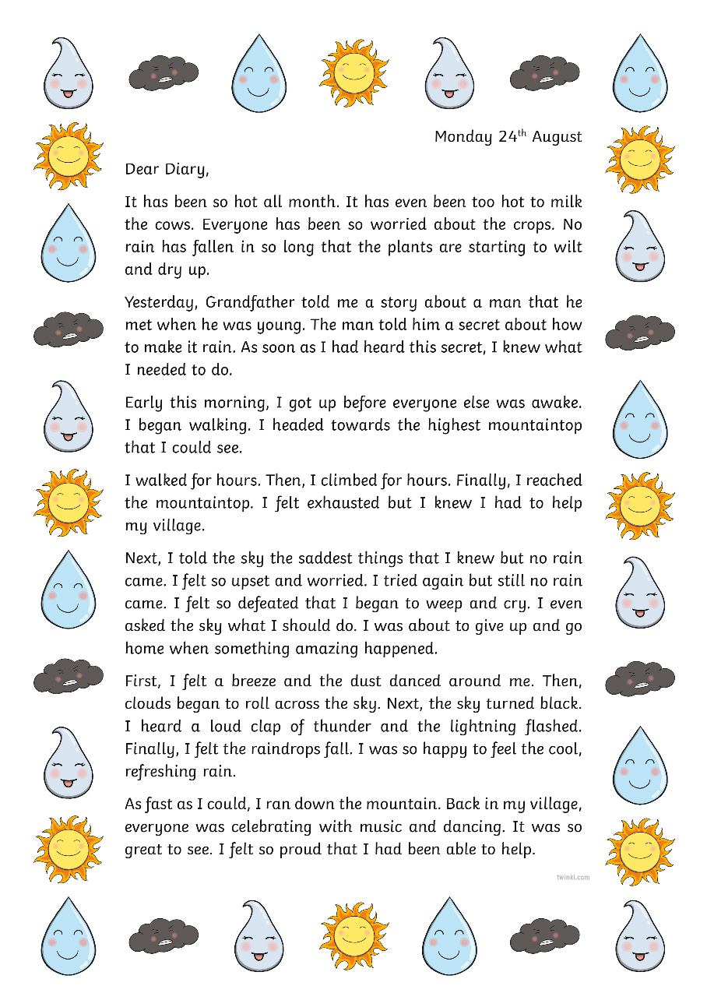 Monday 24th August
Dear Diary,
It has been so hot all month. It has even been too hot to milk
the cows. Everyone has been so worried about the crops. No
rain has fallen in so long that the plants are starting to wilt
and dry up.
Yesterday, Grandfather told me a story about a man that he
met when he was young. The man told him a secret about how
to make it rain. As soon as I had heard this secret, I knew what
I needed to do.
Early this morning, I got up before everyone else was awake.
I began walking. I headed towards the highest mountaintop
that I could see.
I walked for hours. Then, I climbed for hours. Finally, I reached
the mountaintop. I felt exhausted but I knew I had to help
my village.
Next, I told the sky the saddest things that I knew but no rain
came. I felt so upset and worried. I tried again but still no rain
came. I felt so defeated that I began to weep and cry. I even
asked the sky what I should do. I was about to give up and go
home when something amazing happened.
First, I felt a breeze and the dust danced around me. Then,
clouds began to roll across the sky. Next, the sky turned black.
I heard a loud clap of thunder and the lightning flashed.
Finally, I felt the raindrops fall. I was so happy to feel the cool,
refreshing rain.
As fast as I could, I ran down the mountain. Back in my village,
everyone was celebrating with music and dancing. It was so
great to see. I felt so proud that I had been able to help.
twinkl.com